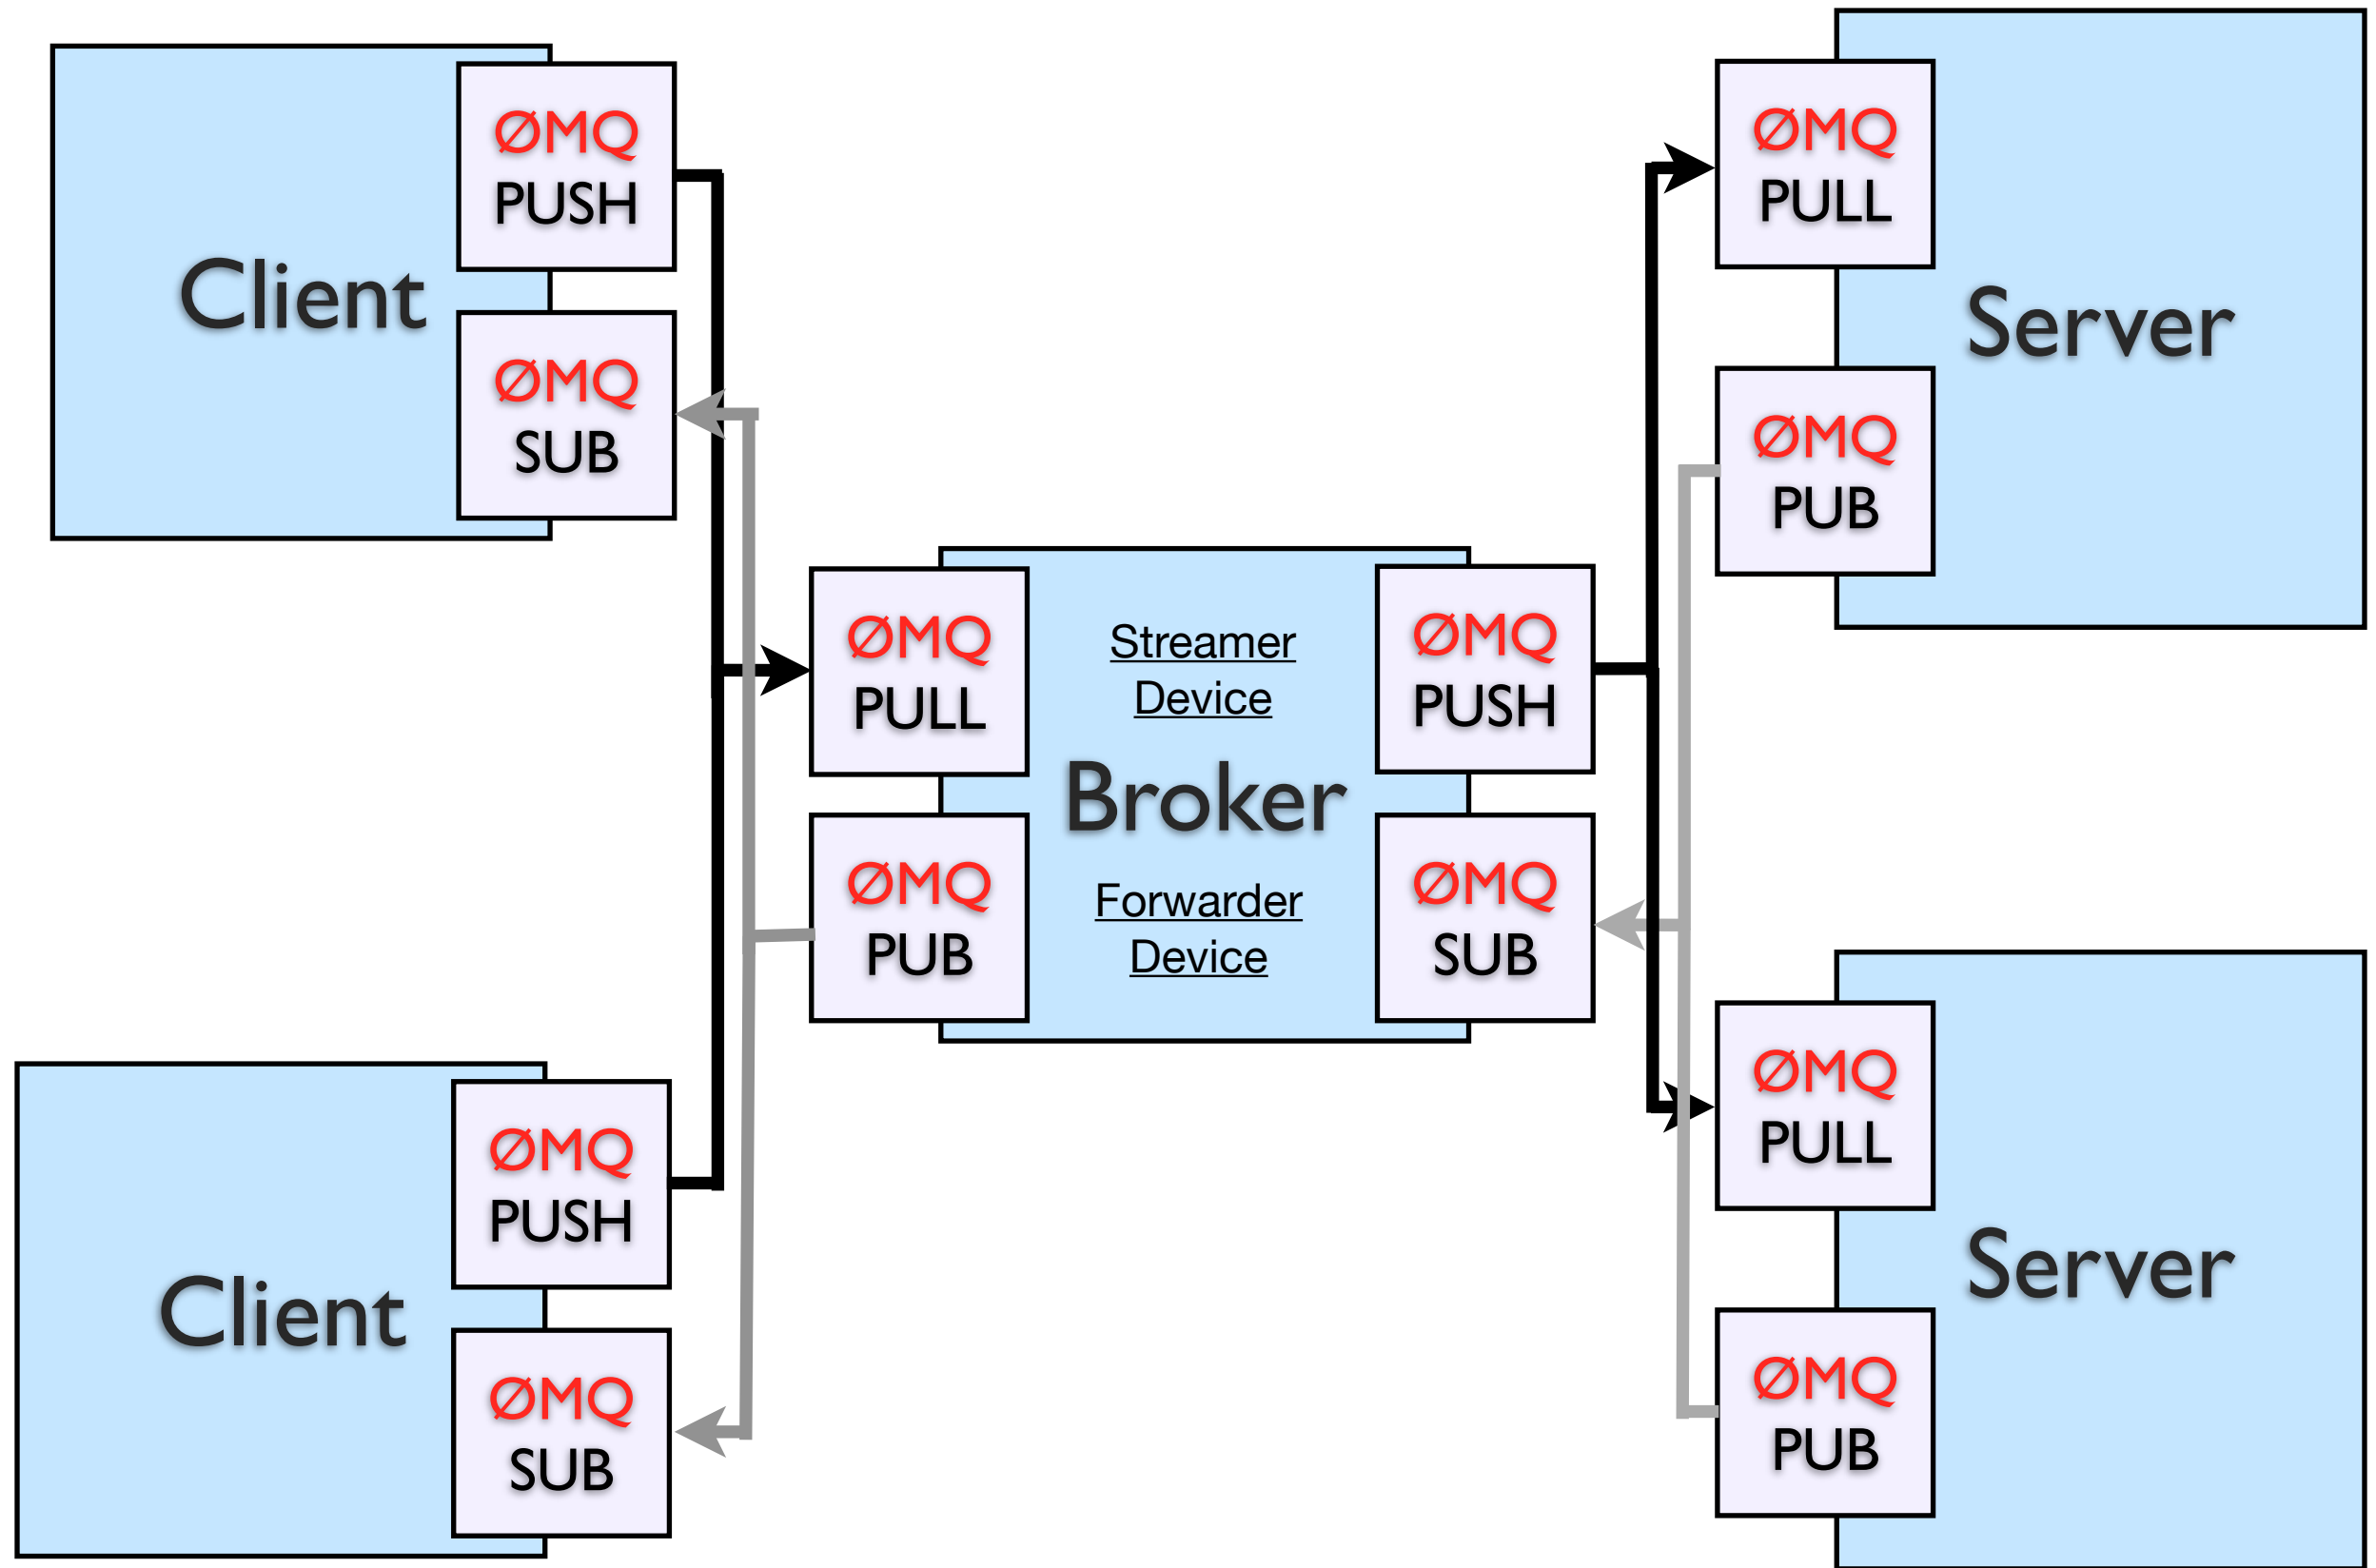 Client
ØMQ
PUSH
ØMQ
SUB
Client
ØMQ
PUSH
ØMQ
SUB
ØMQ
PULL
ØMQ
PUB
Streamer
Device
Broker
Forwarder
Device
ØMQ
PUSH
ØMQ
SUB
ØMQ
PULL
ØMQ
PUB
Server
ØMQ
PULL
ØMQ
PUB
Server